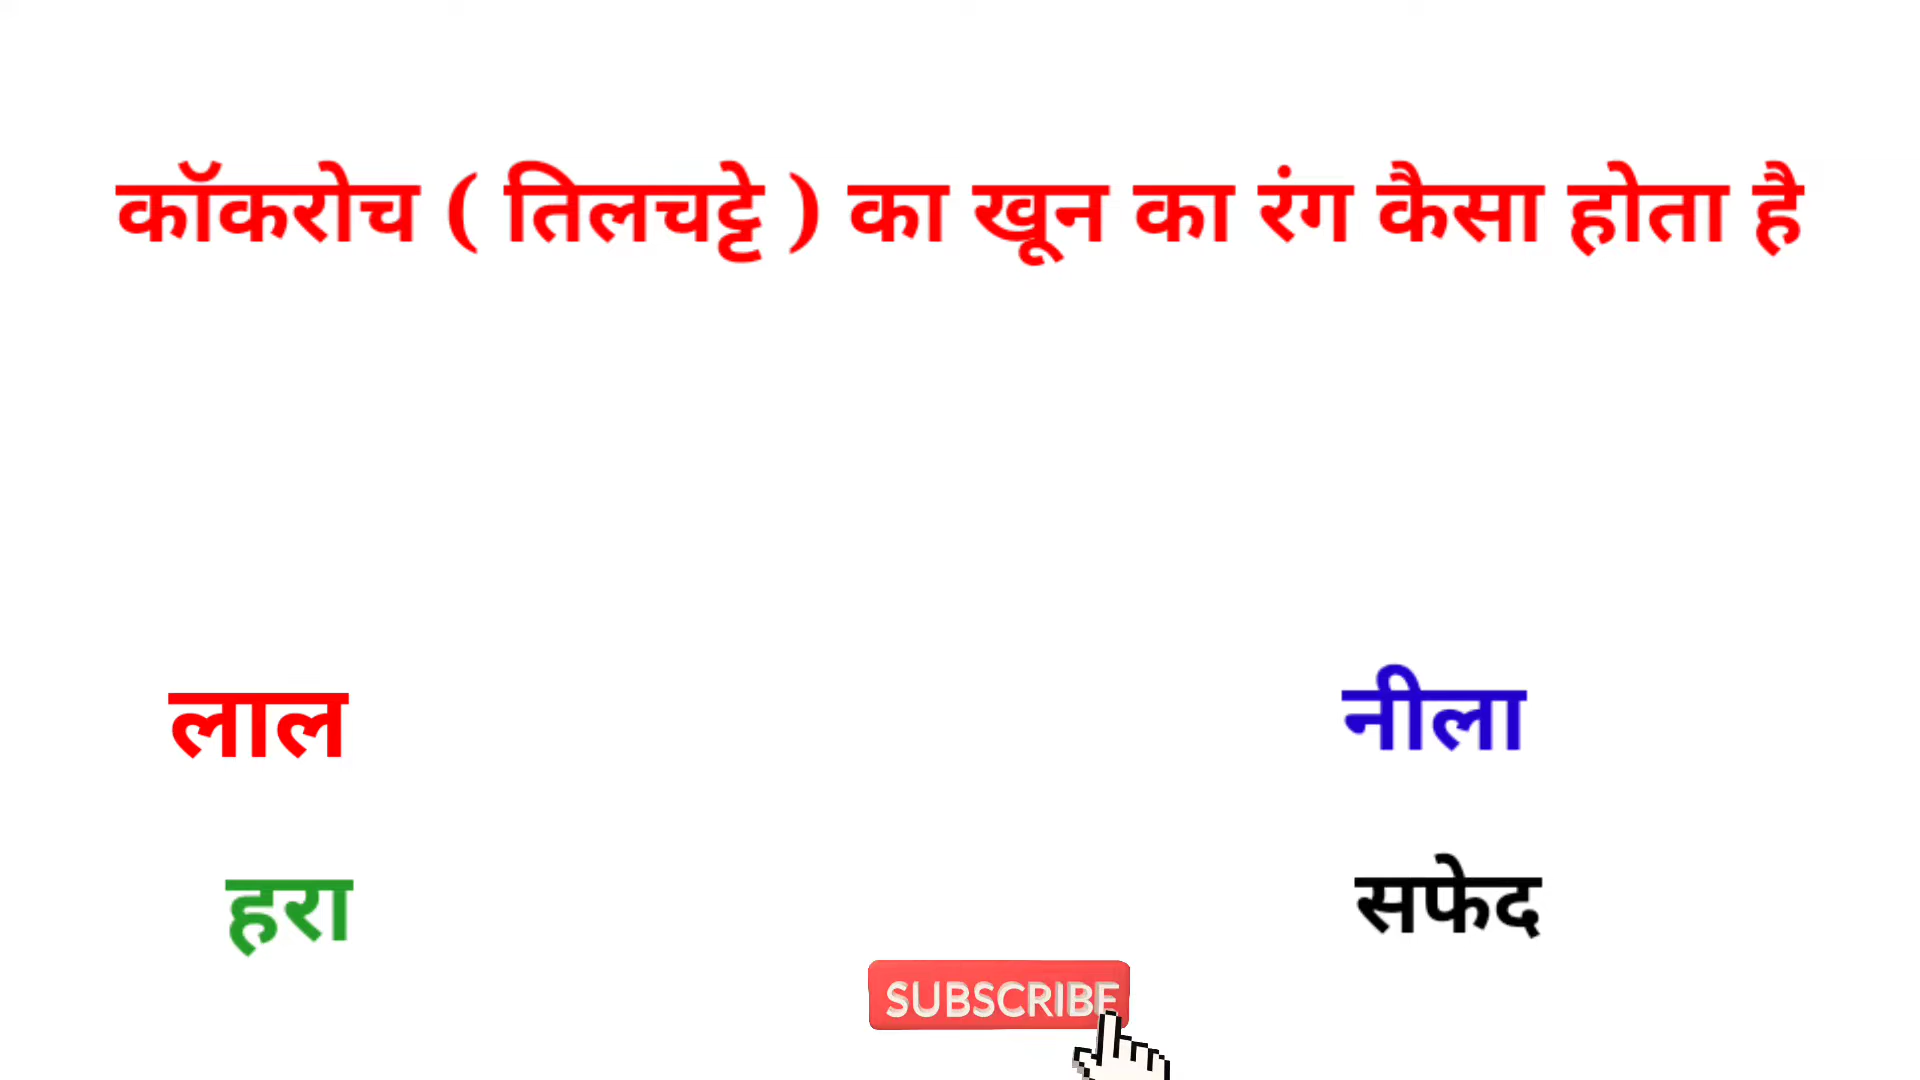 कॉकरोच ( तिलचट्टे ) का खून का रंग कैसा होता है
लाल
नीला
हरा
सफेद
SUBSCRIBE